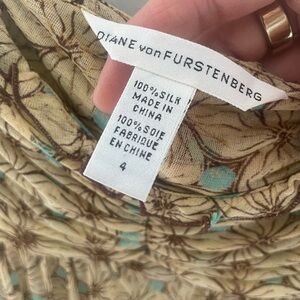 DIANE von FURSTENBERG
100% SILK
MADE IN
CHINA
100% SOIE
FABRIQUE
EN CHINE
4